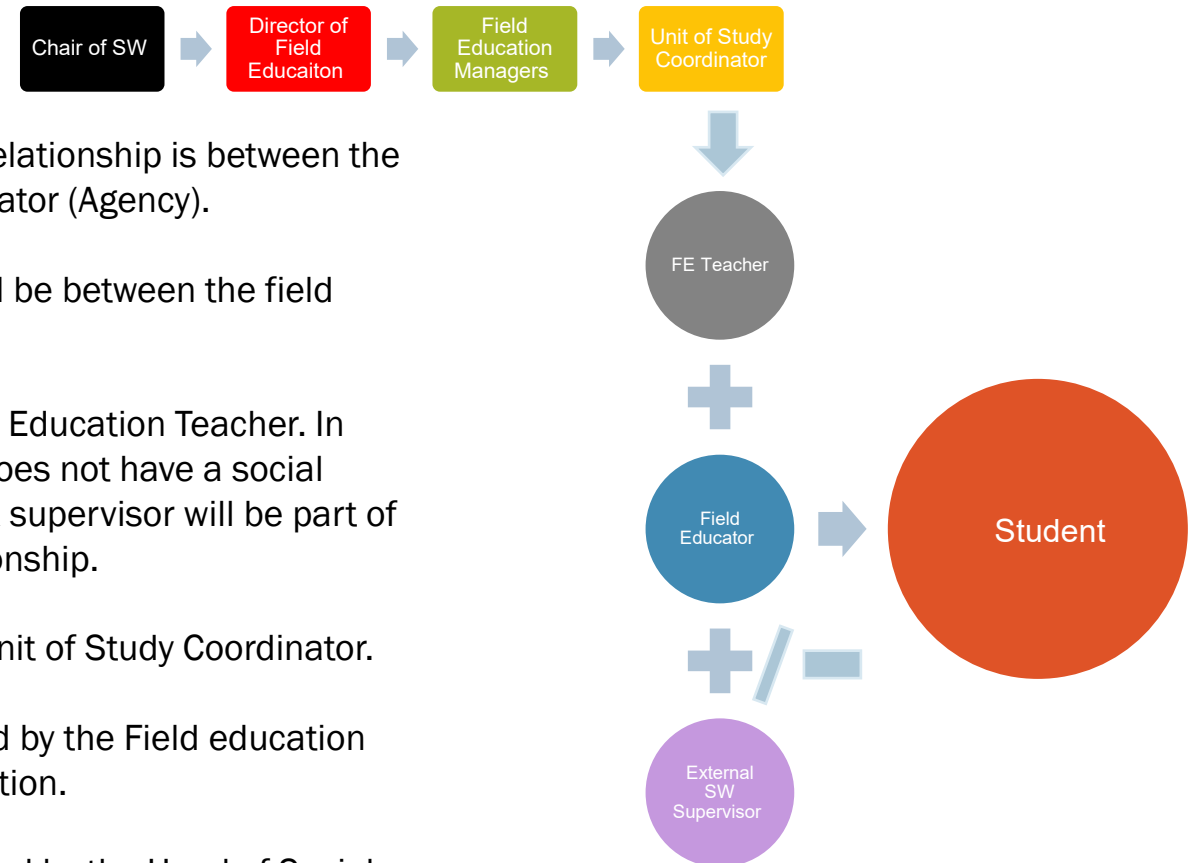 Chair of SW
Director of
Field
Educaiton
Field
Education
Managers
Unit of Study
Coordinator
elationship is between the
ator (Agency).
l be between the field
Education Teacher. In
oes not have a social
supervisor will be part of
onship.
nit of Study Coordinator.
d by the Field education
tion.
FE Teacher
Field
Educator
Student
External
SW
Supervisor